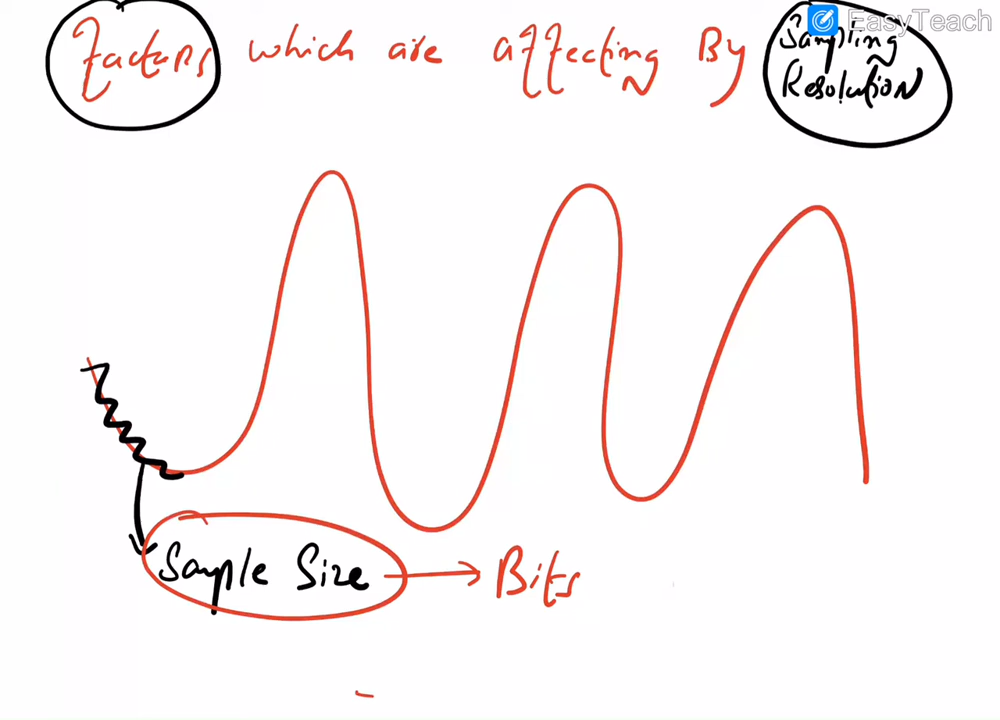 EasyTeach
Factors which are affecting By Sampling
Resolution
Sample Size → Bits